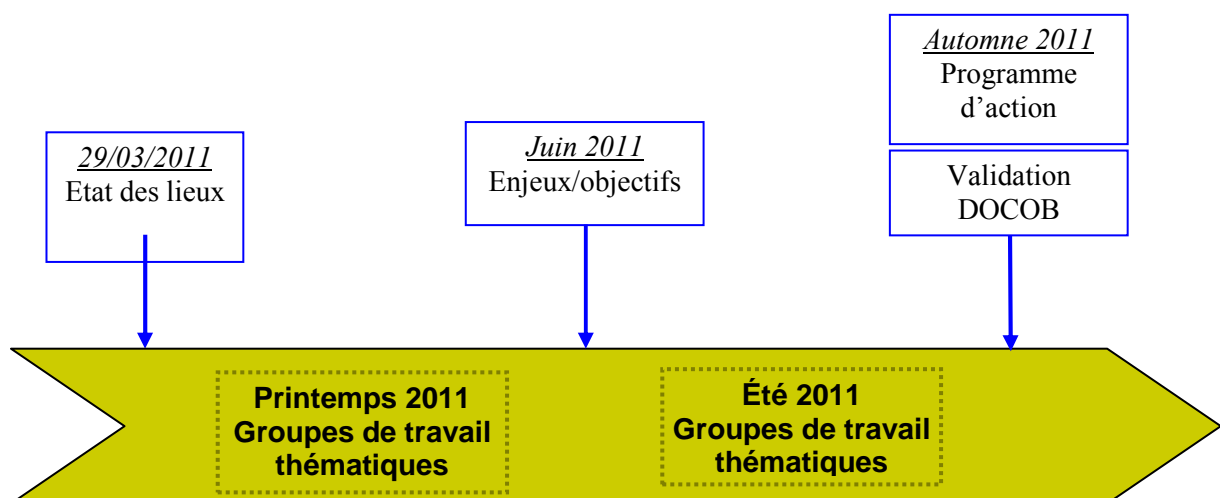 29/03/2011
Etat des lieux
Juin 2011
Enjeux/objectifs
Automne 2011
Programme
d'action
Validation
DOCOB
Printemps 2011
Groupes de travail
thématiques
Été 2011
Groupes de travail
thématiques